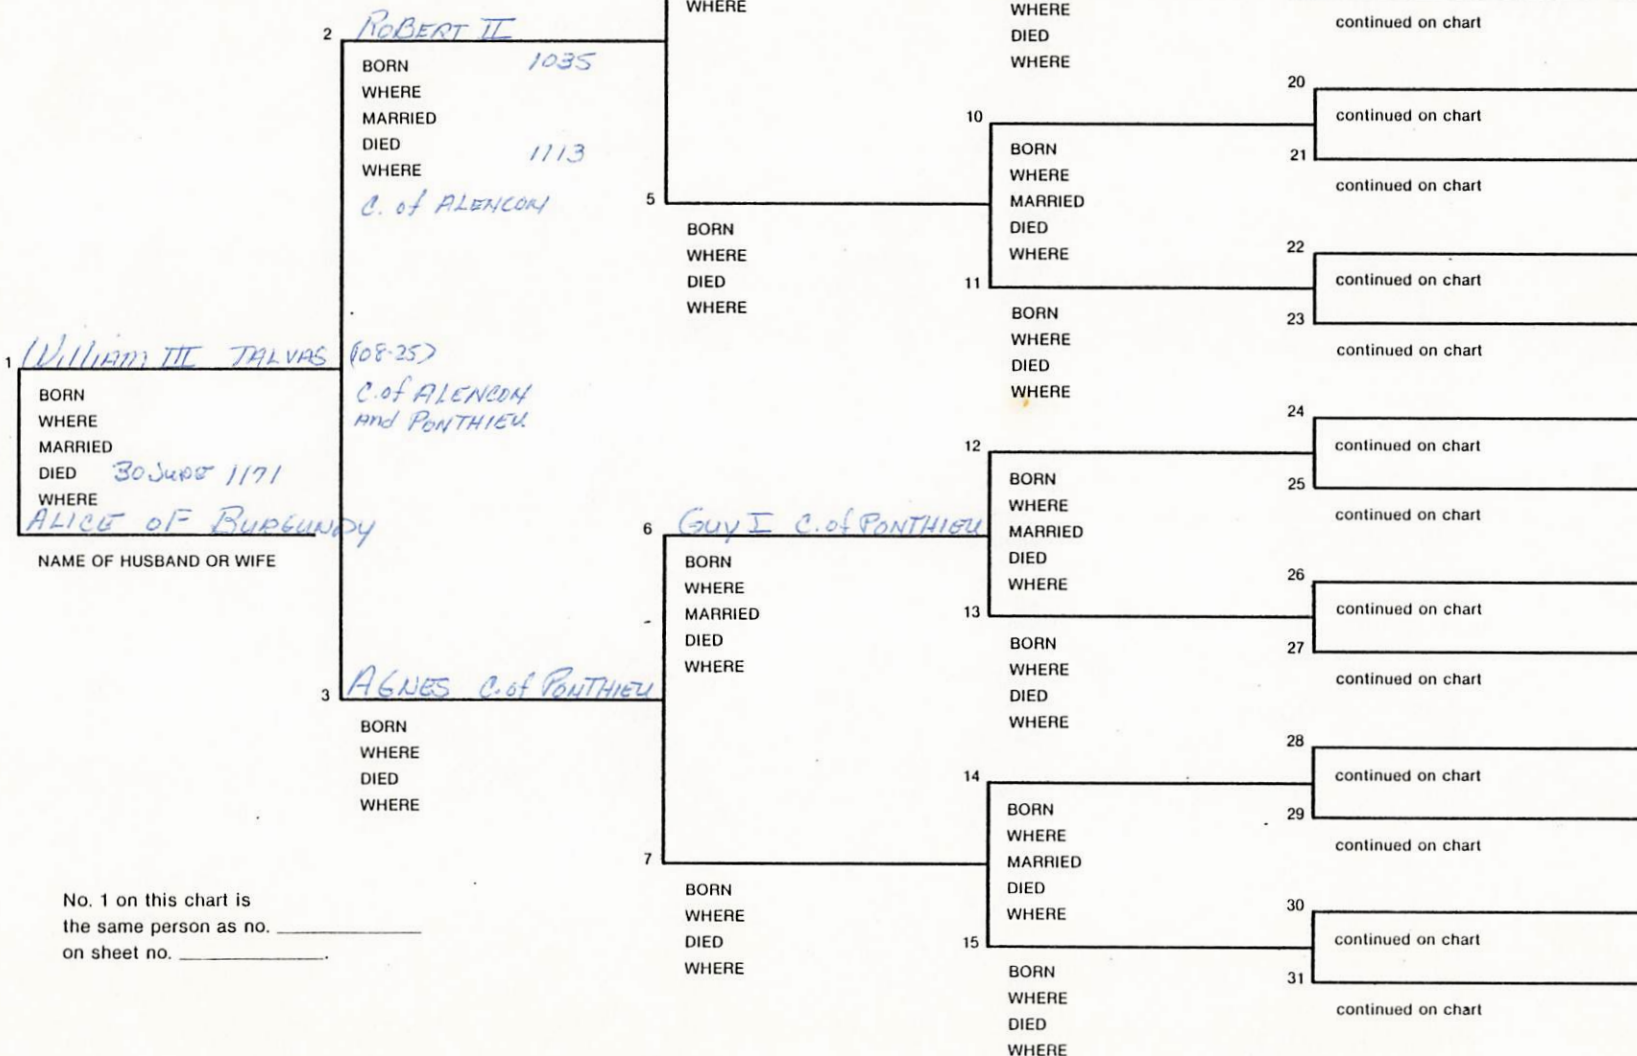 2 ROBERT II
BORN 1035
WHERE
MARRIED
DIED 1113
WHERE
C. of ALENCON
1 William III TALVAS (08-25)
C. of ALENCON
and PONTHIEU
BORN
WHERE
MARRIED
DIED 30 June 1171
WHERE
ALICE OF BURGUNDY
NAME OF HUSBAND OR WIFE
3 AGNES C. of PONTHIEU
BORN
WHERE
DIED
WHERE
No. 1 on this chart is
the same person as no.
on sheet no. .
WHERE
5
BORN
WHERE
DIED
WHERE
6 Guy I C. of PONTHIEU
BORN
WHERE
MARRIED
DIED
WHERE
7
BORN
WHERE
DIED
WHERE
WHERE
DIED
WHERE
10
BORN
WHERE
MARRIED
DIED
WHERE
11
BORN
WHERE
DIED
WHERE
12
BORN
WHERE
MARRIED
DIED
WHERE
13
BORN
WHERE
DIED
WHERE
14
BORN
WHERE
MARRIED
DIED
WHERE
15
BORN
WHERE
DIED
WHERE
continued on chart
20
continued on chart
21
continued on chart
22
continued on chart
23
continued on chart
24
continued on chart
25
continued on chart
26
continued on chart
27
continued on chart
28
continued on chart
29
continued on chart
30
continued on chart
31
continued on chart